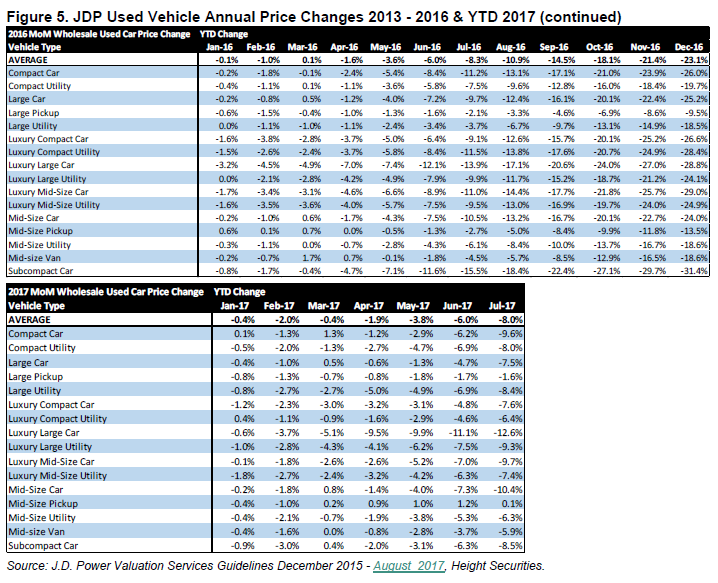 Figure 5. JDP Used Vehicle Annual Price Changes 2013 - 2016 & YTD 2017 (continued)
2016 MoM Wholesale Used Car Price Change YTD Change
Vehicle Type Jan-16 Feb-16 Mar-16 Apr-16 May-16 Jun-16 Jul-16 Aug-16 Sep-16 Oct-16 Nov-16 Dec-16
AVERAGE -0.1% -1.0% 0.1% -1.6% -3.6% -6.0% -8.3% -10.9% -14.5% -18.1% -21.4% -23.1%
Compact Car -0.2% -1.8% -0.1% -2.4% -5.4% -8.4% -11.2% -13.1% -17.1% -21.0% -23.9% -26.0%
Compact Utility -0.4% -1.1% 0.1% -1.1% -3.6% -5.8% -7.5% -9.6% -12.8% -16.0% -18.4% -19.7%
Large Car -0.2% -0.8% 0.5% -1.2% -4.0% -7.2% -9.7% -12.4% -16.1% -20.1% -22.4% -25.2%
Large Pickup -0.6% -1.5% -0.4% -1.0% -1.3% -1.6% -2.1% -3.3% -4.6% -6.9% -8.6% -9.5%
Large Utility 0.0% -1.1% -1.0% -1.1% -2.4% -3.4% -3.7% -6.7% -9.7% -13.1% -14.9% -18.5%
Luxury Compact Car -1.6% -3.8% -2.8% -3.7% -5.0% -6.4% -9.1% -12.6% -15.7% -20.1% -25.2% -26.6%
Luxury Compact Utility -1.5% -2.6% -2.4% -3.7% -5.8% -8.4% -11.5% -13.8% -17.6% -20.7% -24.9% -28.4%
Luxury Large Car -3.2% -4.5% -4.9% -7.0% -7.4% -12.1% -13.9% -17.1% -20.6% -24.0% -27.0% -28.8%
Luxury Large Utility 0.0% -2.1% -2.8% -4.2% -4.9% -7.9% -9.9% -11.7% -15.2% -18.7% -21.2% -24.1%
Luxury Mid-Size Car -1.7% -3.4% -3.1% -4.6% -6.6% -8.9% -11.0% -14.4% -17.7% -21.8% -25.7% -29.0%
Luxury Mid-Size Utility -1.6% -3.5% -3.6% -4.0% -5.7% -7.5% -9.5% -13.0% -16.9% -19.7% -24.0% -24.9%
Mid-Size Car -0.2% -1.0% 0.6% -1.7% -4.3% -7.5% -10.5% -13.2% -16.7% -20.1% -22.7% -24.0%
Mid-Size Pickup 0.6% 0.1% 0.7% 0.0% -0.5% -1.3% -2.7% -5.0% -8.4% -9.9% -11.8% -13.5%
Mid-Size Utility -0.3% -1.1% 0.0% -0.7% -2.8% -4.3% -6.1% -8.4% -10.0% -13.7% -16.7% -18.6%
Mid-size Van -0.2% -0.7% 1.7% 0.7% -0.1% -1.8% -4.5% -5.7% -8.5% -12.9% -16.5% -18.6%
Subcompact Car -0.8% -1.7% -0.4% -4.7% -7.1% -11.6% -15.5% -18.4% -22.4% -27.1% -29.7% -31.4%
2017 MoM Wholesale Used Car Price Change YTD Change
Vehicle Type Jan-17 Feb-17 Mar-17 Apr-17 May-17 Jun-17 Jul-17
AVERAGE -0.4% -2.0% -0.4% -1.9% -3.8% -6.0% -8.0%
Compact Car 0.1% -1.3% 1.3% -1.2% -2.9% -6.2% -9.6%
Compact Utility -0.5% -2.0% -1.3% -2.7% -4.7% -6.9% -8.0%
Large Car -0.4% -1.0% 0.5% -0.6% -1.3% -4.7% -7.5%
Large Pickup -0.8% -1.3% -0.7% -0.8% -1.8% -1.7% -1.6%
Large Utility -0.8% -2.7% -2.7% -5.0% -4.9% -6.9% -8.4%
Luxury Compact Car -1.2% -2.3% -3.0% -3.2% -3.1% -4.8% -7.6%
Luxury Compact Utility 0.4% -1.1% -0.9% -1.6% -2.9% -4.6% -6.4%
Luxury Large Car -0.6% -3.7% -5.1% -9.5% -9.9% -11.1% -12.6%
Luxury Large Utility -1.0% -2.8% -4.3% -4.1% -6.2% -7.5% -9.3%
Luxury Mid-Size Car -0.1% -1.8% -2.6% -2.6% -5.2% -7.0% -9.7%
Luxury Mid-Size Utility -1.8% -2.7% -2.4% -3.2% -4.2% -6.3% -7.4%
Mid-Size Car -0.2% -1.8% 0.8% -1.4% -4.0% -7.3% -10.4%
Mid-Size Pickup -0.4% -1.0% 0.2% 0.9% 1.0% 1.2% 0.1%
Mid-Size Utility -0.4% -2.1% -0.7% -1.9% -3.8% -5.3% -6.3%
Mid-size Van -0.4% -1.6% 0.0% -0.8% -2.8% -3.7% -5.9%
Subcompact Car -0.9% -3.0% 0.4% -2.0% -3.1% -6.3% -8.5%
Source: J.D. Power Valuation Services Guidelines December 2015 - August 2017, Height Securities.